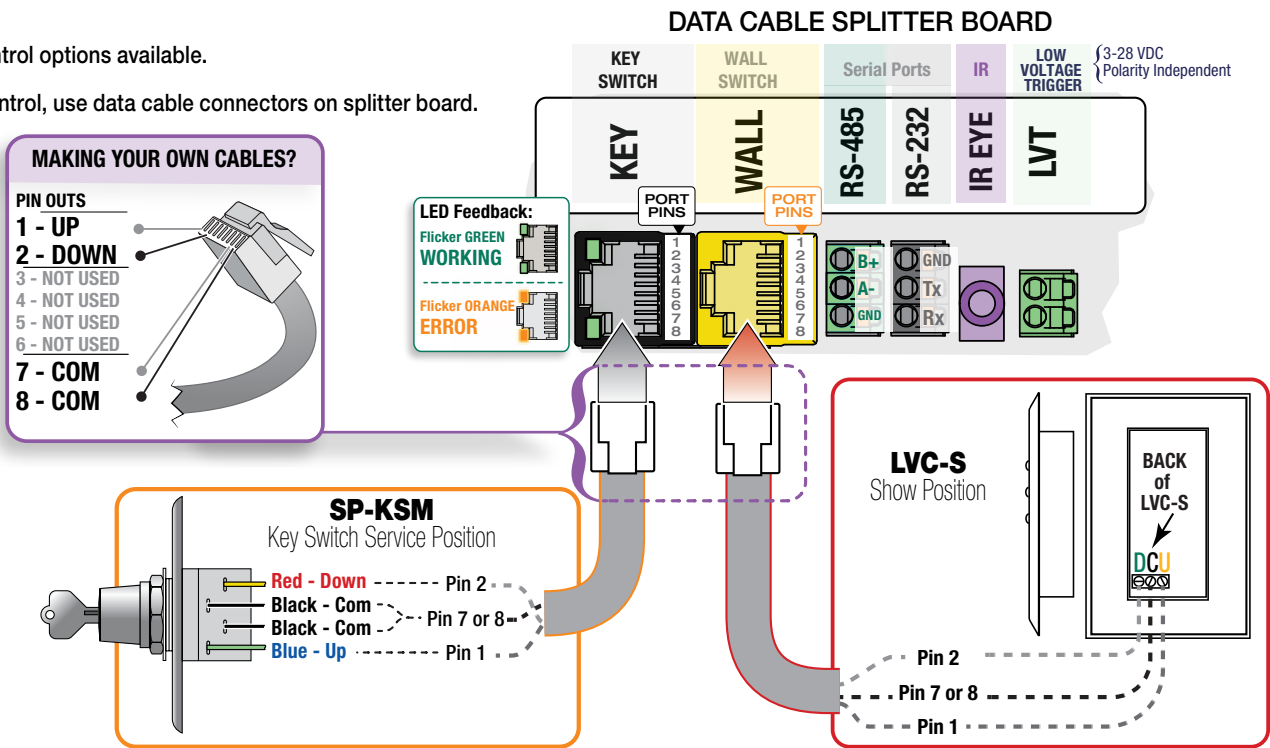 DATA CABLE SPLITTER BOARD
ntrol options available.
ontrol, use data cable connectors on splitter board.
KEY
SWITCH
WALL
SWITCH
Serial Ports
IR
LOW
VOLTAGE
TRIGGER
3-28 VDC
Polarity Independent
KEY
WALL
RS-485
RS-232
IR EYE
LVT
MAKING YOUR OWN CABLES?
PIN OUTS
1 - UP
2 - DOWN
3 - NOT USED
4 - NOT USED
5 - NOT USED
6 - NOT USED
7 - COM
8 - COM
LED Feedback:
Flicker GREEN
WORKING
Flicker ORANGE
ERROR
PORT
PINS
1
2
3
4
5
6
7
8
PORT
PINS
1
2
3
4
5
6
7
8
B+
A-
GND
GND
Tx
Rx
SP-KSM
Key Switch Service Position
Red - Down
Pin 2
Black - Com
Black - Com
Pin 7 or 8
Blue - Up
Pin 1
LVC-S
Show Position
BACK
of
LVC-S
DCU
Pin 2
Pin 7 or 8
Pin 1